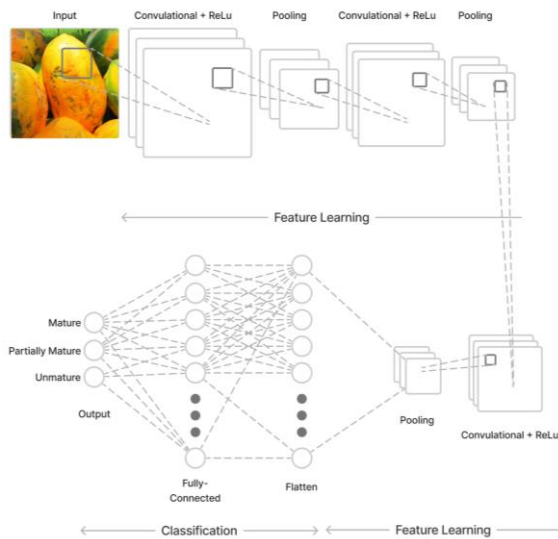 Input
Convulational + ReLu
Pooling
Convulational + ReLu
Pooling
Feature Learning
Mature
Partially Mature
Unmature
Output
Fully-
Connected
Flatten
Pooling
Convulational + ReLu
Classification
Feature Learning